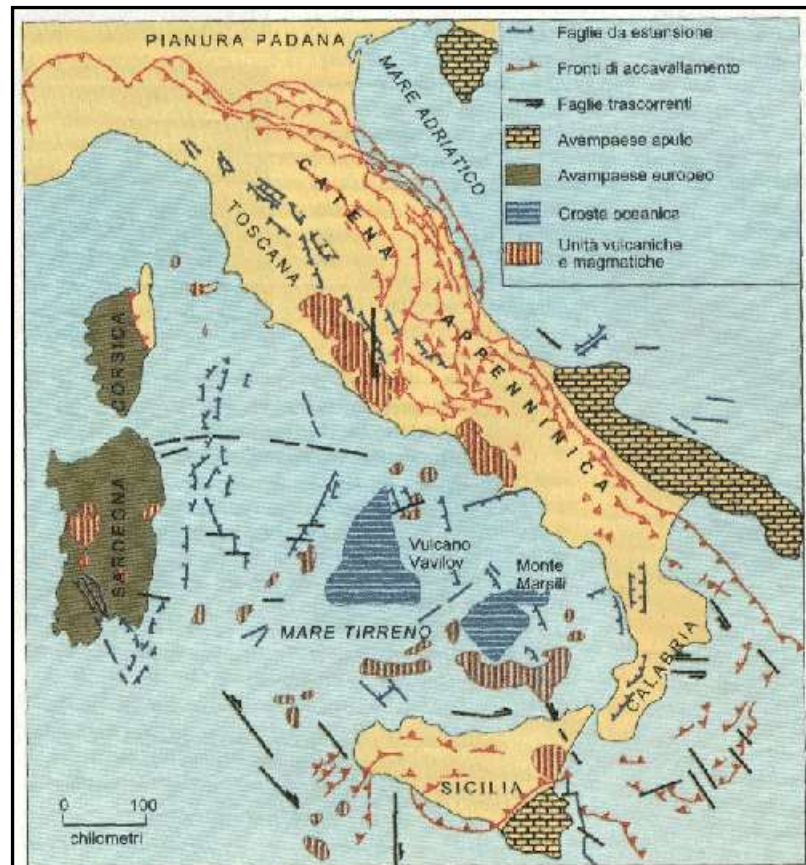 PIANURA PADANA
MARE ADRIATICO
Faglie da estensione
Fronti di accavallamento
Faglie trascorrenti
Avampaese apulo
Avampaese europeo
Crosta oceanica
Unità vulcaniche
e magmatiche
CATENA
TOSCANA
APPENNINICA
CORSICA
SARDEGNA
Vulcano
Vavilov
Monte
Marsili
MARE TIRRENO
CALABRIA
SICILIA
0 100
chilometri